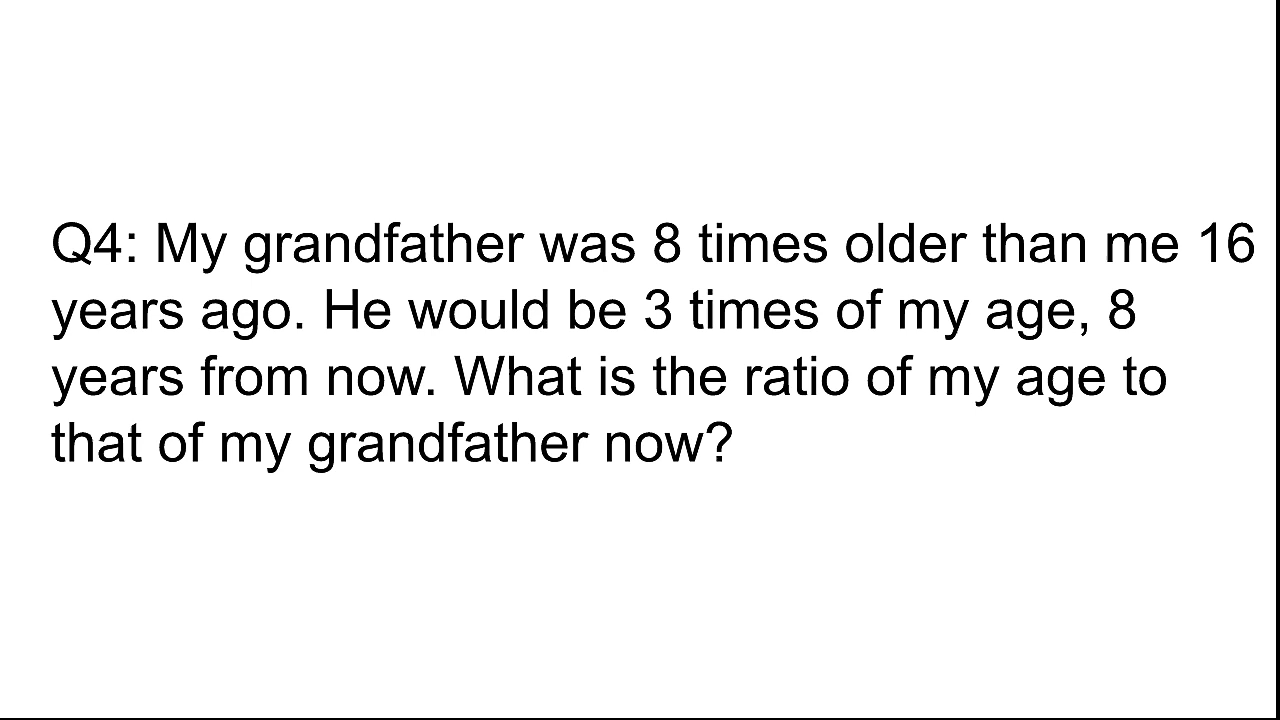 Q4: My grandfather was 8 times older than me 16
years ago. He would be 3 times of my age, 8
years from now. What is the ratio of my age to
that of my grandfather now?